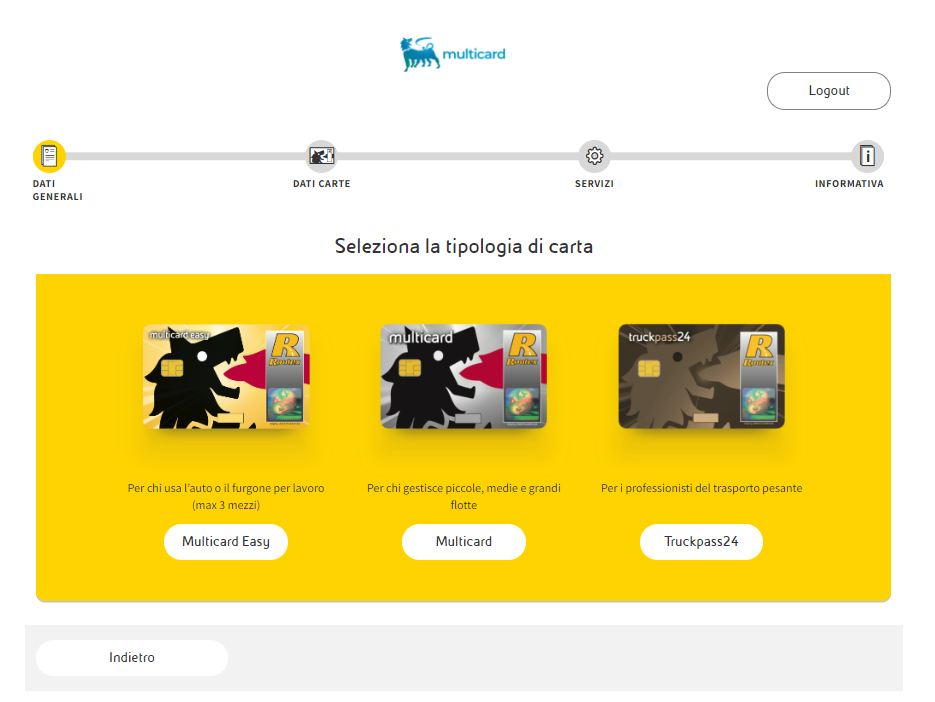 multicard
Logout
DATI
GENERALI
DATI CARTE
SERVIZI
INFORMATIVA
Seleziona la tipologia di carta
multicard easy
R
Routex
multicard
R
Routex
truckpass24
R
Routex
Per chi usa l'auto o il furgone per lavoro
(max 3 mezzi)
Per chi gestisce piccole, medie e grandi
flotte
Per i professionisti del trasporto pesante
Multicard Easy
Multicard
Truckpass24
Indietro